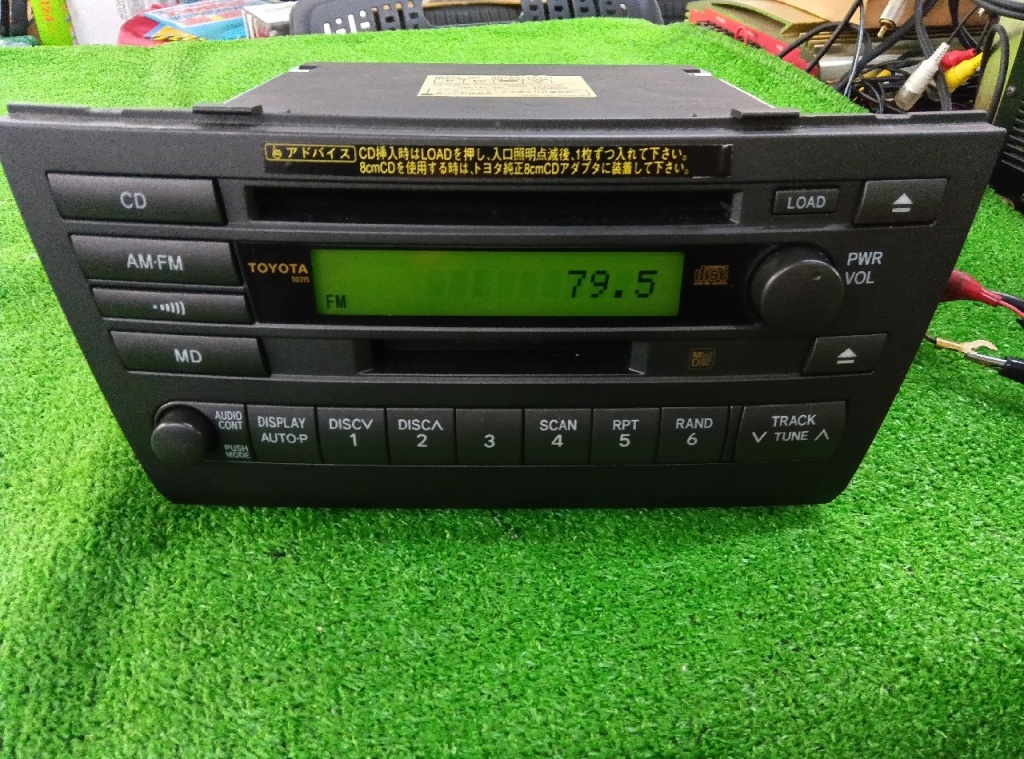 アドバイス CD挿入時はLOADを押し、入口照明点滅後、1枚ずつ入れて下さい。
8cmCDを使用する時は、トヨタ純正8cmCDアダプタに装着して下さい。
CD
LOAD
AM·FM
TOYOTA
50215
FM
79.5
disc
DIGITAL AUDIO
PWR
VOL
MD
AUDIO
CONT
PUSH
MODE
DISPLAY
AUTO·P
DISC∨
1
DISC∧
2
3
SCAN
4
RPT
5
RAND
6
TRACK
∨ TUNE ∧